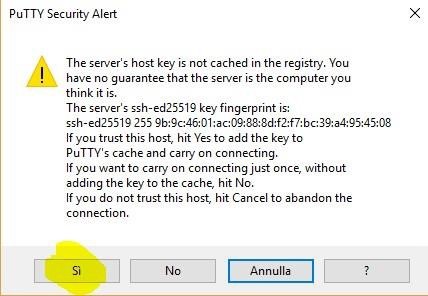 PuTTY Security Alert
The server's host key is not cached in the registry. You
have no guarantee that the server is the computer you
think it is.
The server's ssh-ed25519 key fingerprint is:
ssh-ed25519 255 9b:9c:46:01:ac:09:88:8d:f2:f7:bc:39:a4:95:45:08
If you trust this host, hit Yes to add the key to
PuTTY's cache and carry on connecting.
If you want to carry on connecting just once, without
adding the key to the cache, hit No.
If you do not trust this host, hit Cancel to abandon the
connection.
Sì No Annulla ?